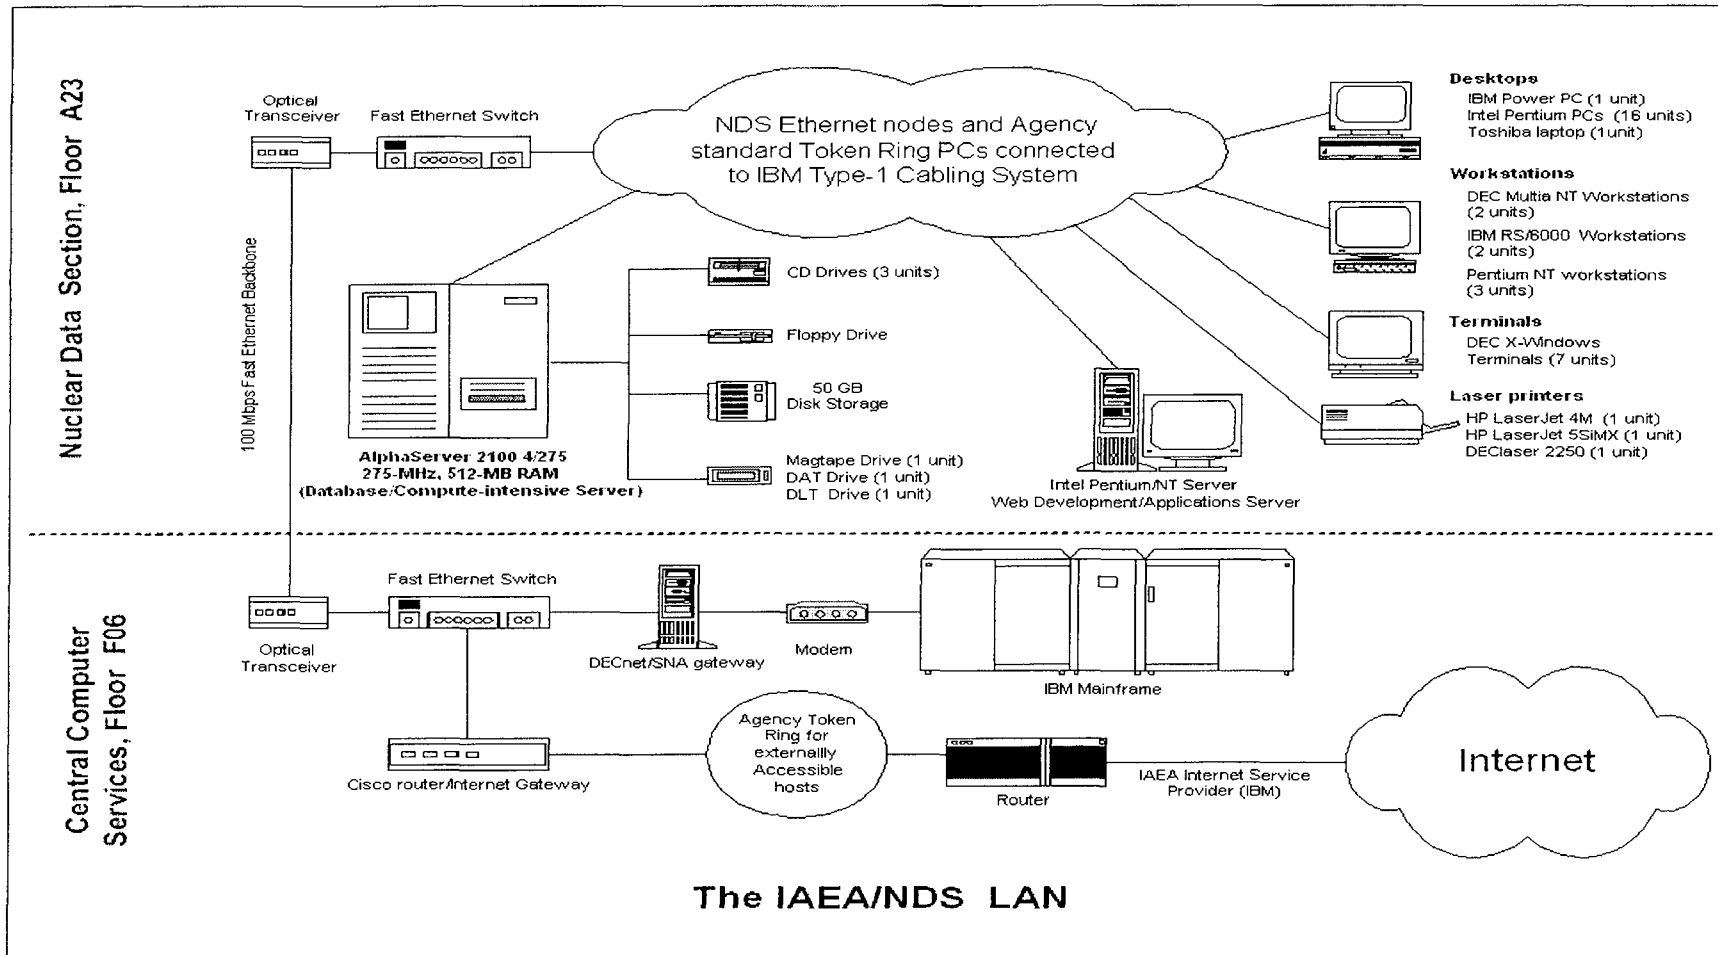 Nuclear Data Section, Floor A23
Optical
Transceiver
Fast Ethernet Switch
NDS Ethernet nodes and Agency
standard Token Ring PCs connected
to IBM Type-1 Cabling System
Desktops
IBM Power PC (1 unit)
Intel Pentium PCs (16 units)
Toshiba laptop (1unit)
Workstations
DEC Multia NT Workstations
(2 units)
IBM RS/6000 Workstations
(2 units)
Pentium NT workstations
(3 units)
Terminals
DEC X-Windows
Terminals (7 units)
Laser printers
HP LaserJet 4M (1 unit)
HP LaserJet 5SiMX (1 unit)
DEClaser 2250 (1 unit)
100 Mbps Fast Ethernet Backbone
CD Drives (3 units)
Floppy Drive
50 GB
Disk Storage
Magtape Drive (1 unit)
DAT Drive (1 unit)
DLT Drive (1 unit)
AlphaServer 2100 4/275
275-MHz, 512-MB RAM
(Database/Compute-intensive Server)
Intel Pentium/NT Server
Web Development/Applications Server
Central Computer
Services, Floor F06
Fast Ethernet Switch
Optical
Transceiver
DECnet/SNA gateway
Modem
IBM Mainframe
Cisco router/Internet Gateway
Agency Token
Ring for
externallly
Accessible
hosts
Router
IAEA Internet Service
Provider (IBM)
Internet
The IAEA/NDS LAN